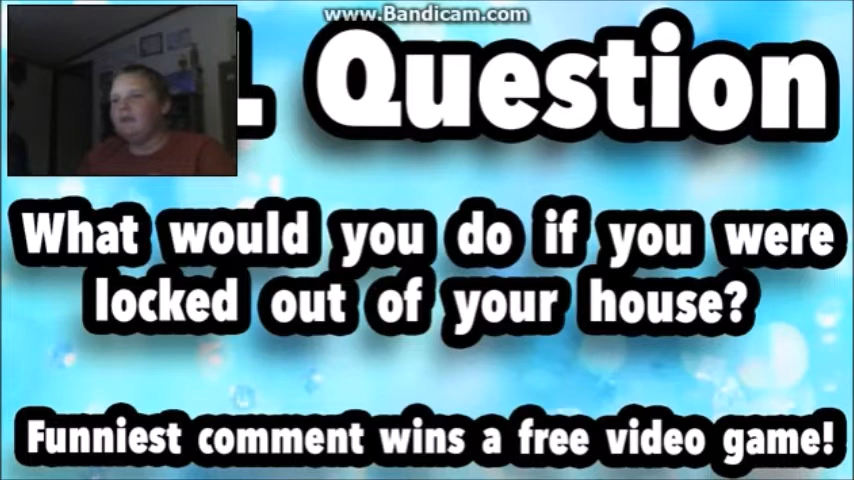 www.Bandicam.com
. Question
What would you do if you were
locked out of your house?
Funniest comment wins a free video game!